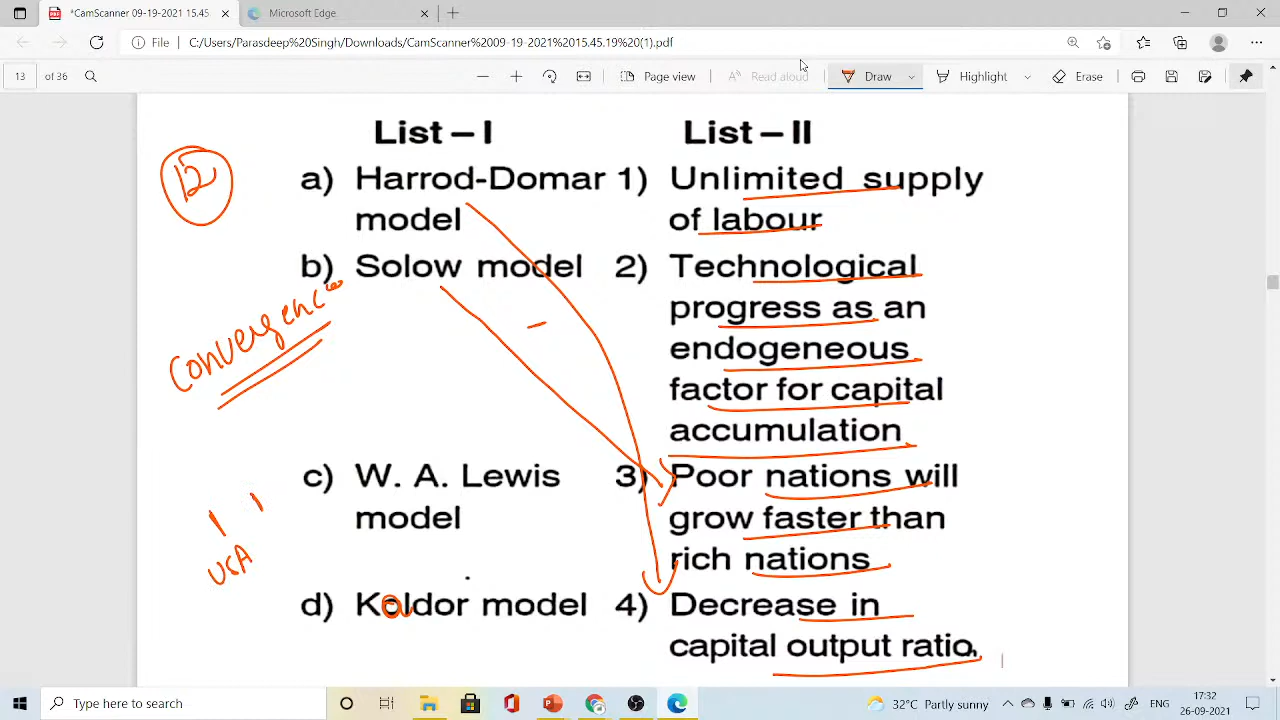 *CamScanner 09-19-2021 15.45
Microsoft Edge
File C:/Users/Parasdeep%20Singh/Downloads/CamScanner%2009-19-2021%2015.45.19%20(1).pdf
13 of 36 Page view Read aloud Draw Highlight Erase
List – I List – II
12
a) Harrod-Domar 1) Unlimited supply
model of labour
b) Solow model 2) Technological
progress as an
Convergence
endogeneous
factor for capital
accumulation
c) W. A. Lewis 3) Poor nations will
model grow faster than
rich nations
USA
d) Kaldor model 4) Decrease in
capital output ratio.
Type here to search
32°C Partly sunny
ENG
17:32
26-09-2021